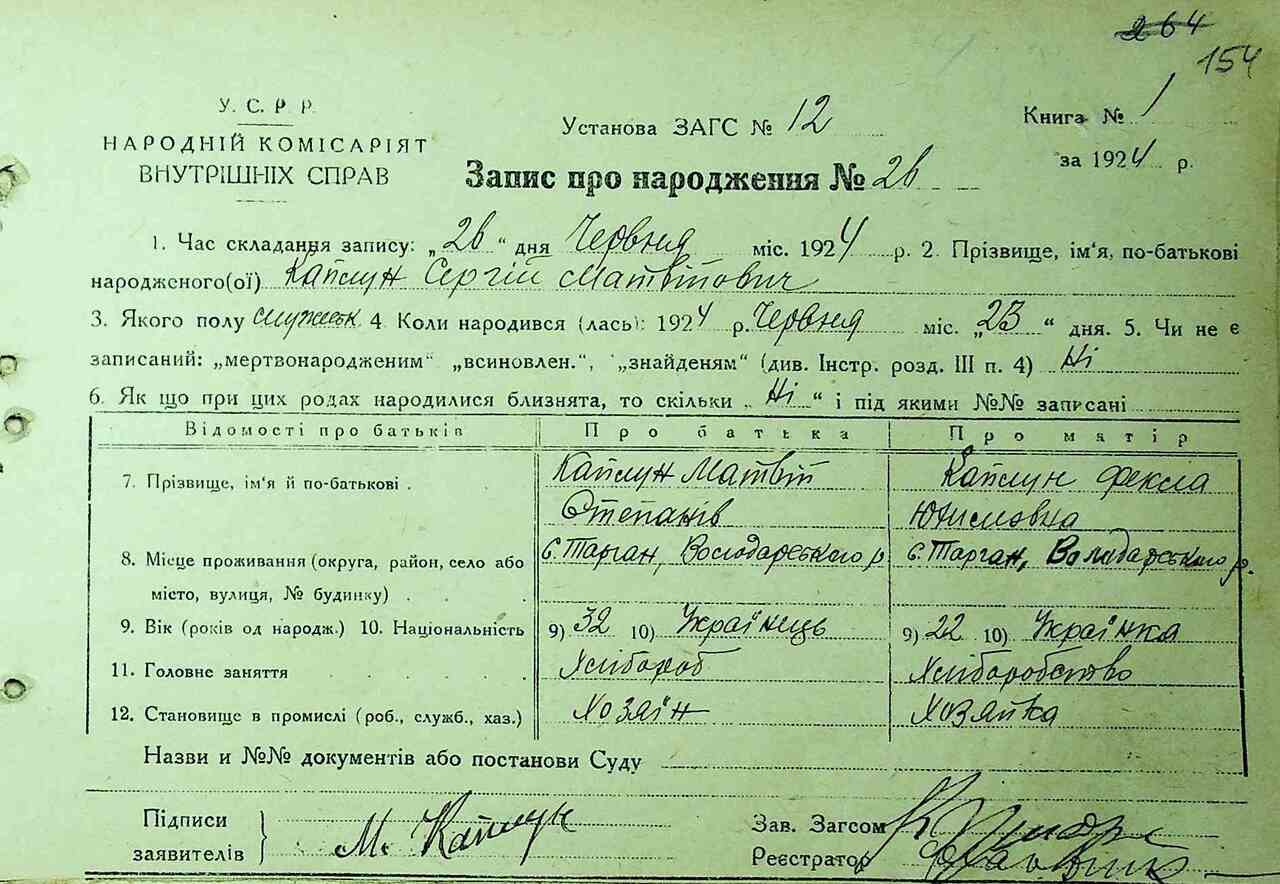 264
154
У. С. Р. Р.
НАРОДНІЙ КОМІСАРІЯТ
ВНУТРІШНІХ СПРАВ
Установа ЗАГС № 12
Книга № 1
за 1924 р.
Запис про народження № 26
1. Час складання запису: „26“ дня Червня міс. 1924 р. 2. Прізвище, ім‘я, по-батькові
народженого(ої) Каплун Сергій Матвійович
3. Якого полу 4. Коли народився (лась): 1924 р. Червня міс. „23“ дня. 5. Чи не є
записаний: „мертвонародженим“ „всиновлен.“, „знайденям“ (див. Інстр. розд. III п. 4) Ні
6. Як що при цих родах народилися близнята, то скільки „Ні“ і під якими №№ записані
Відомості про батьків Про батька Про матір
7. Прізвище, ім‘я й по-батькові . Каплун Матвій Каплун Фекла
Степанів Юхимовна
8. Місце проживання (округа, район, село або с. Тарган, Володарського р с. Тарган, Володарського р.
місто, вулиця, № будинку) . .
9. Вік (років од народж.) 10. Національність 9) 32 10) Українець 9) 22 10) Українка
11. Головне заняття Хлібороб Хліборобство
12. Становище в промислі (роб., служб., хаз.) Хозяїн Хозяйка
Назви и №№ документів або постанови Суду
Підписи
заявителів
М. Каплун
Зав. Загсом
Реєстратор